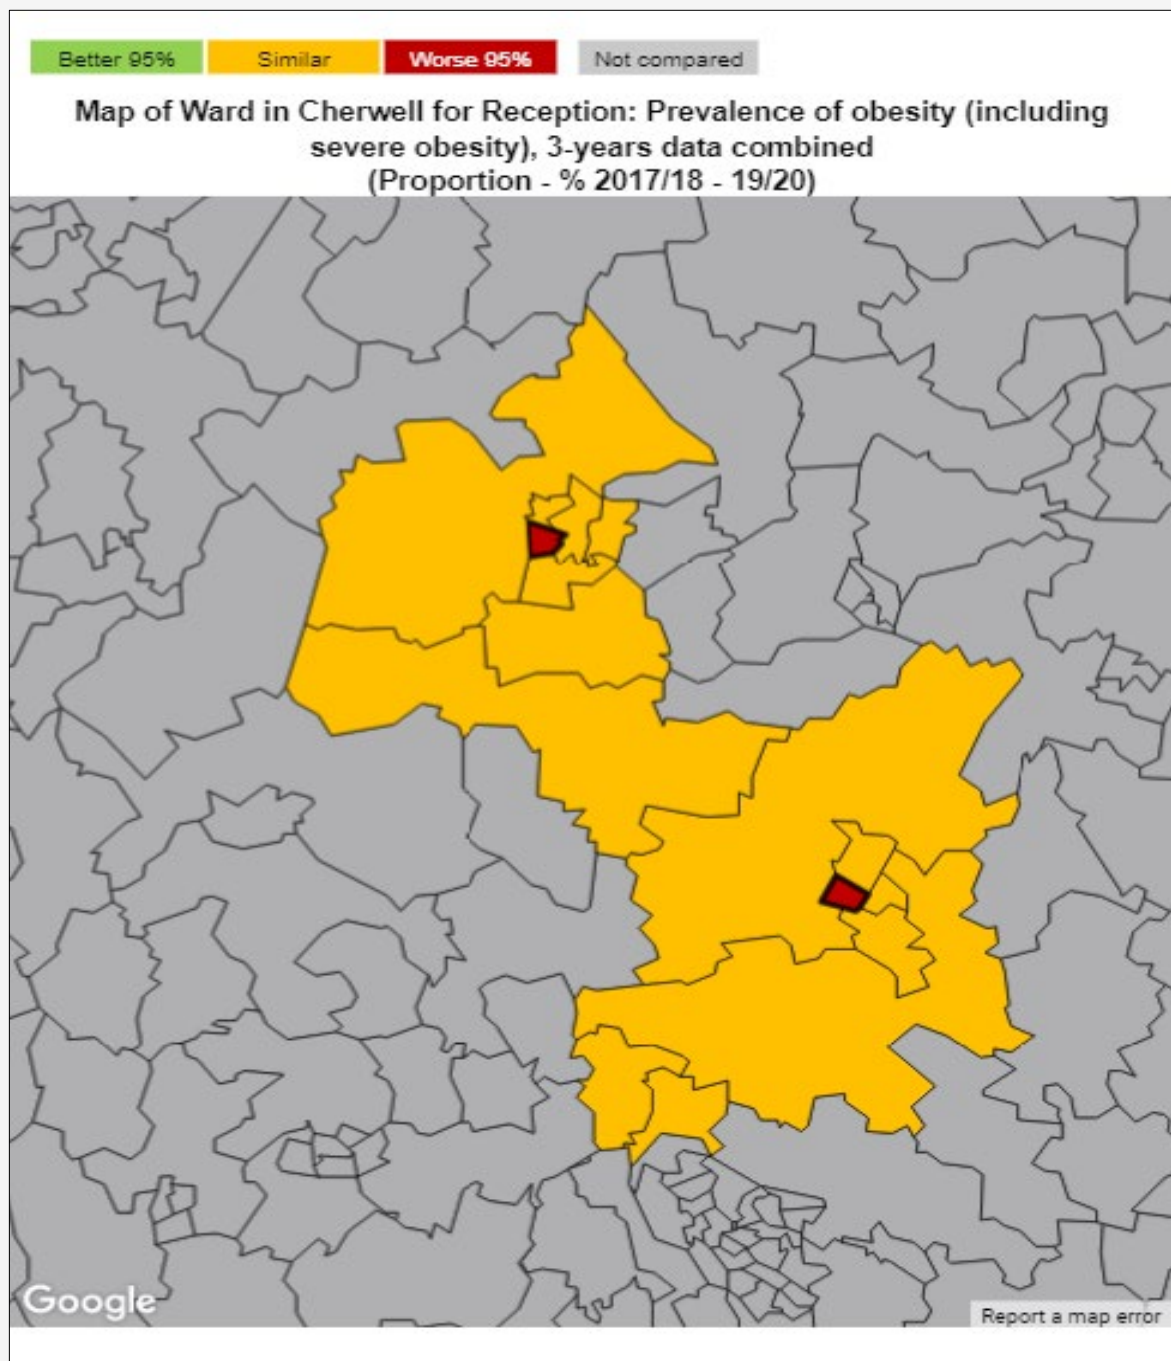 Better 95% Similar Worse 95% Not compared
Map of Ward in Cherwell for Reception: Prevalence of obesity (including
severe obesity), 3-years data combined
(Proportion - % 2017/18 - 19/20)
Google
Report a map error